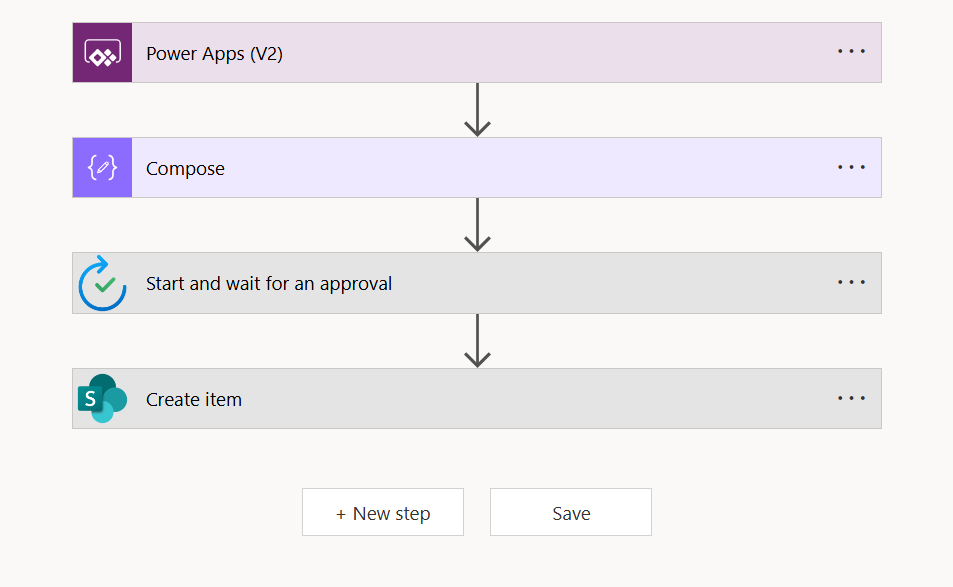 Power Apps (V2)
Compose
Start and wait for an approval
S
Create item
+ New step
Save